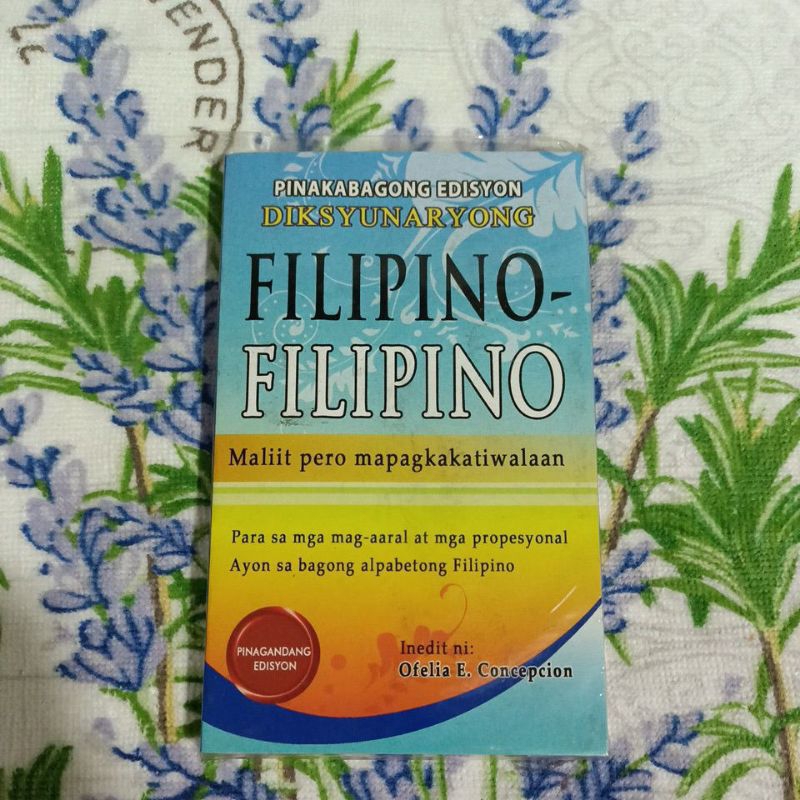 ENDER
PINAKABAGONG EDISYON
DIKSYUNARYONG
FILIPINO-
FILIPINO
Maliit pero mapagkakatiwalaan
Para sa mga mag-aaral at mga propesyonal
Ayon sa bagong alpabetong Filipino
PINAGANDANG
EDISYON
Inedit ni:
Ofelia E. Concepcion